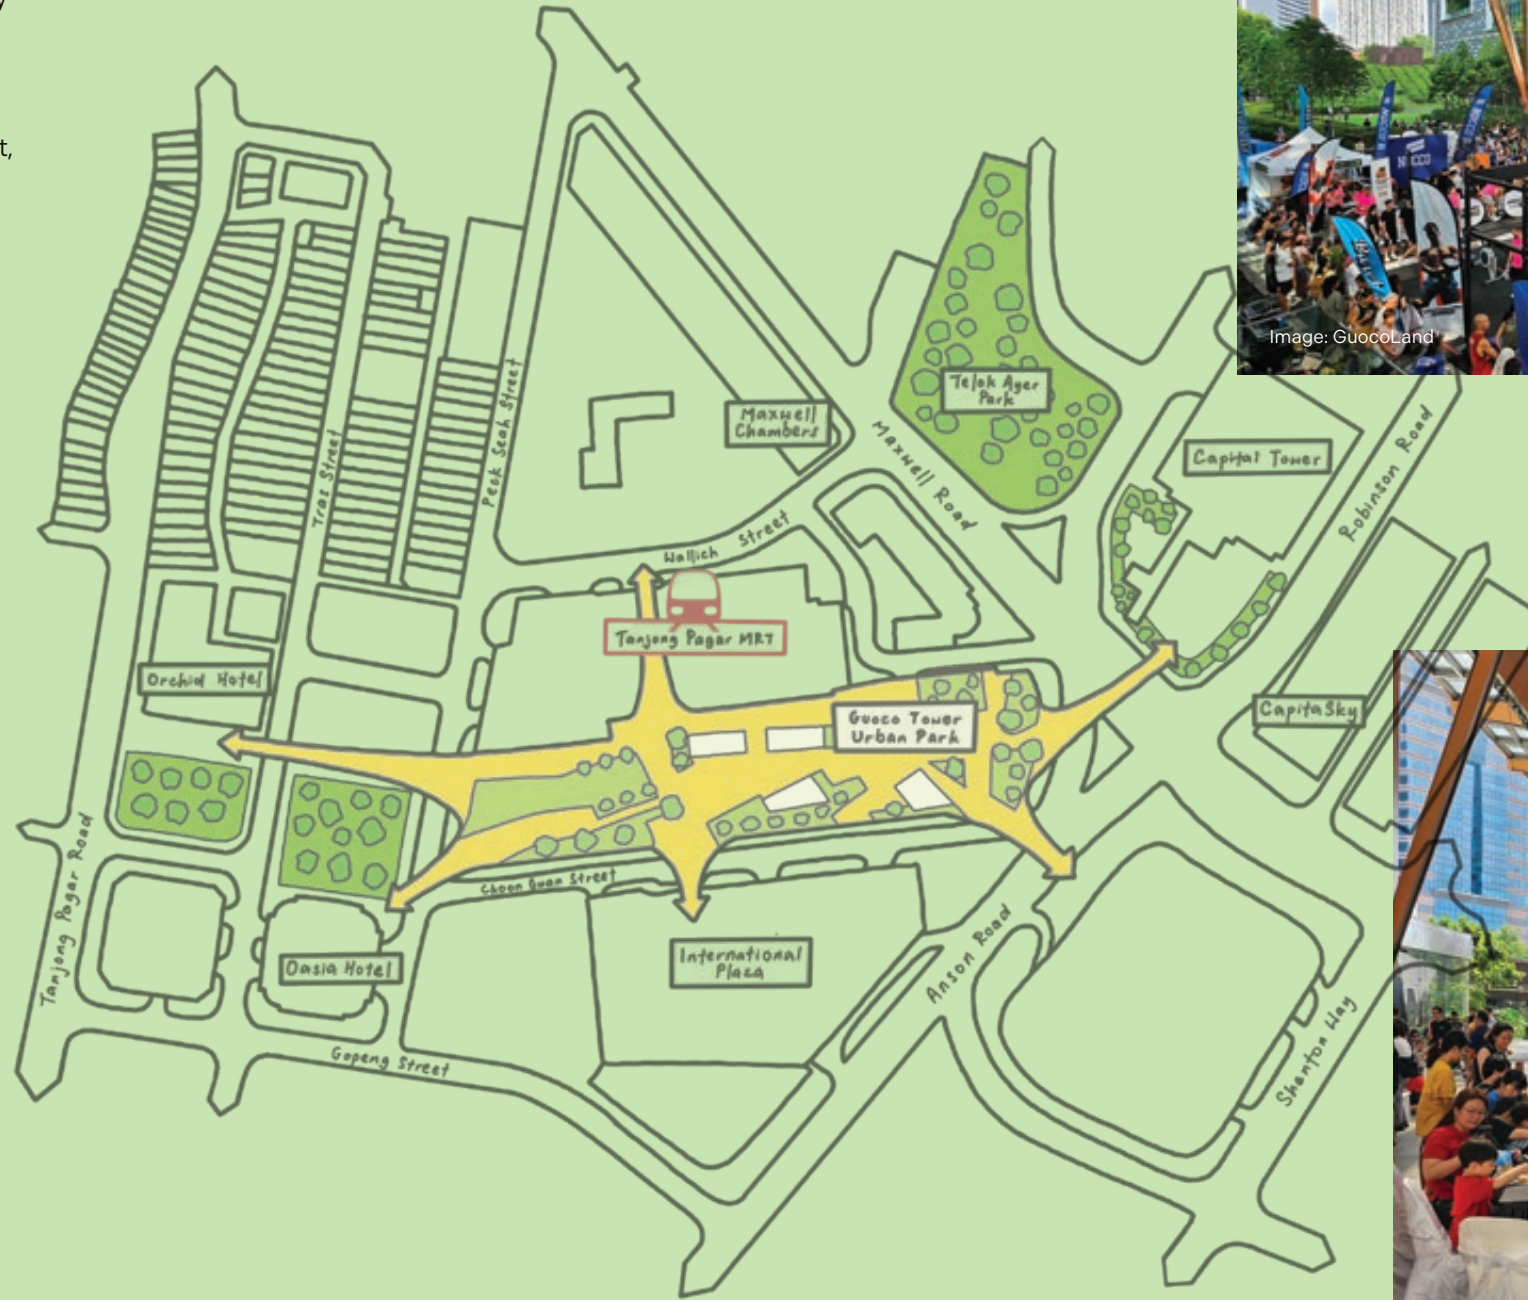 y
t,
Image: GuocoLand
Telok Ayer
Park
Maxwell
Chambers
Maxwell Road
Capital Tower
Robinson Road
Peck Seah Street
Tras Street
Wallich Street
Tanjong Pagar MRT
Orchid Hotel
Guoco Tower
Urban Park
CapitaSky
Tanjong Pagar Road
Choon Guan Street
Oasia Hotel
International
Plaza
Anson Road
Gopeng Street
Shenton Way